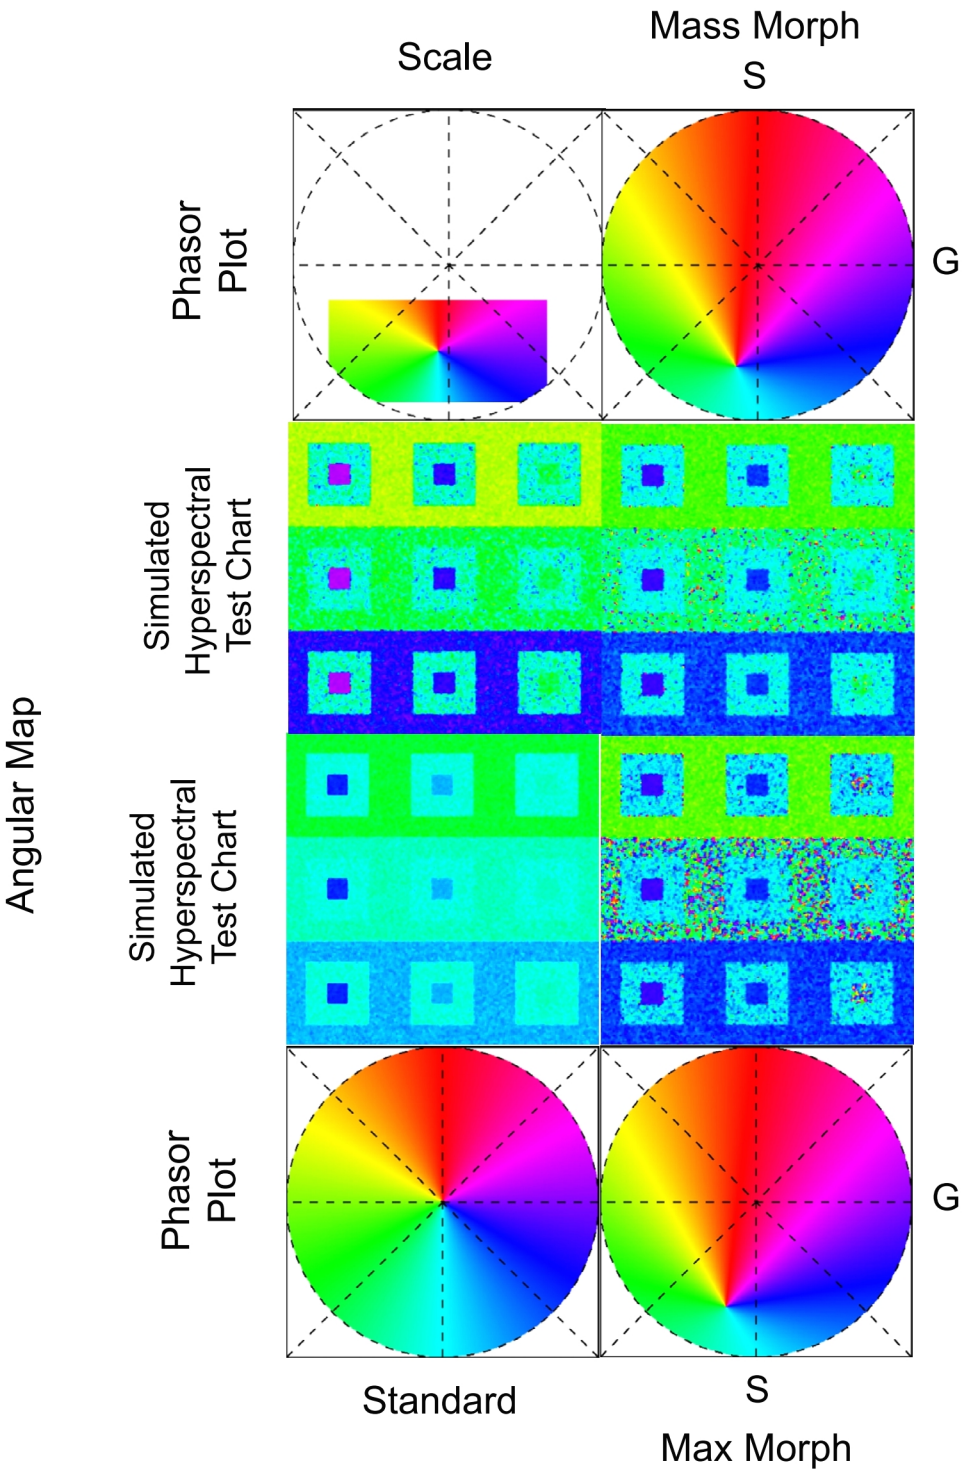 Scale
Mass Morph
S
Phasor
Plot
G
Simulated
Hyperspectral
Test Chart
Angular Map
Simulated
Hyperspectral
Test Chart
Phasor
Plot
G
Standard
S
Max Morph